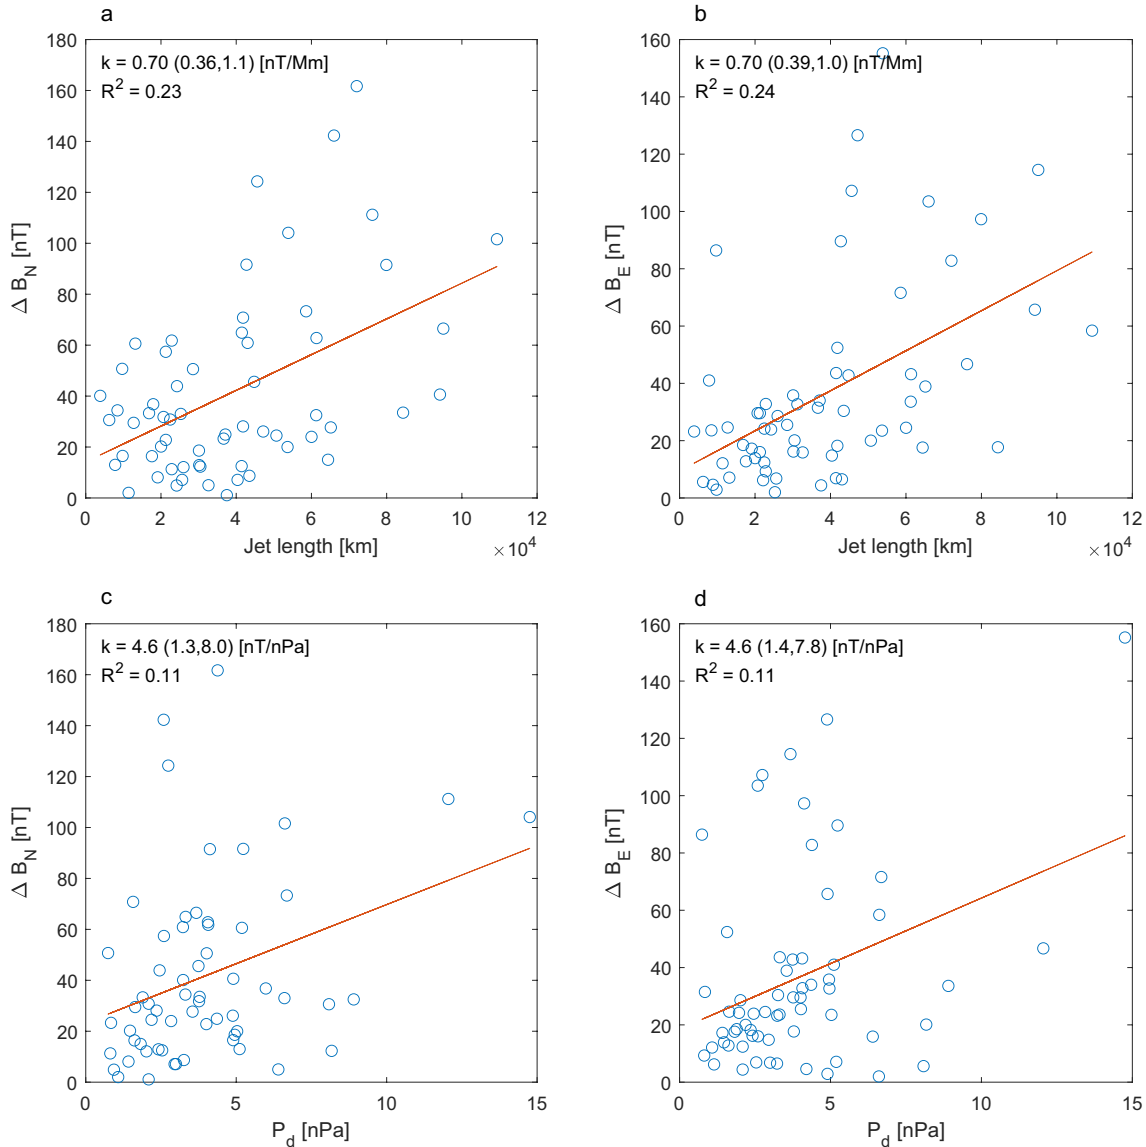 a
k = 0.70 (0.36,1.1) [nT/Mm]
R² = 0.23
180
160
140
120
100
80
60
40
20
0
Δ B_N [nT]
0 2 4 6 8 10 12
Jet length [km]
×10⁴
b
k = 0.70 (0.39,1.0) [nT/Mm]
R² = 0.24
160
140
120
100
80
60
40
20
0
Δ B_E [nT]
0 2 4 6 8 10 12
Jet length [km]
×10⁴
c
k = 4.6 (1.3,8.0) [nT/nPa]
R² = 0.11
180
160
140
120
100
80
60
40
20
0
Δ B_N [nT]
0 5 10 15
P_d [nPa]
d
k = 4.6 (1.4,7.8) [nT/nPa]
R² = 0.11
160
140
120
100
80
60
40
20
0
Δ B_E [nT]
0 5 10 15
P_d [nPa]